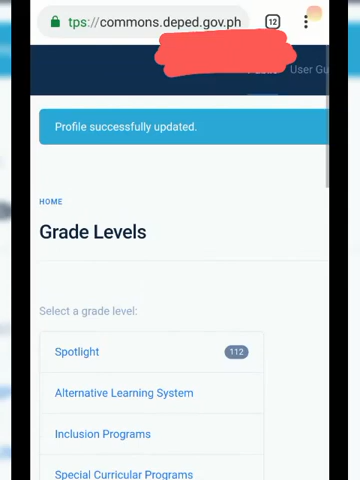 tps://commons.deped.gov.ph
12
User Gu
Profile successfully updated.
HOME
Grade Levels
Select a grade level:
Spotlight
112
Alternative Learning System
Inclusion Programs
Special Curricular Programs